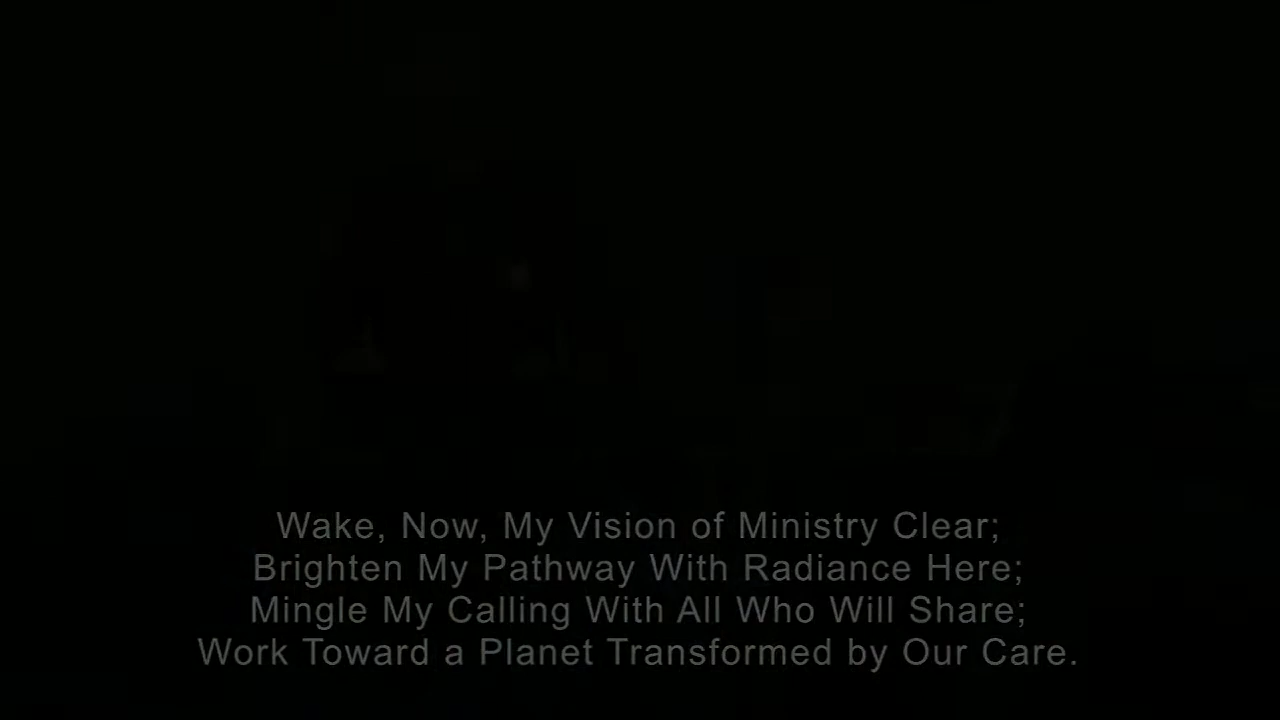 Wake, Now, My Vision of Ministry Clear;
Brighten My Pathway With Radiance Here;
Mingle My Calling With All Who Will Share;
Work Toward a Planet Transformed by Our Care.